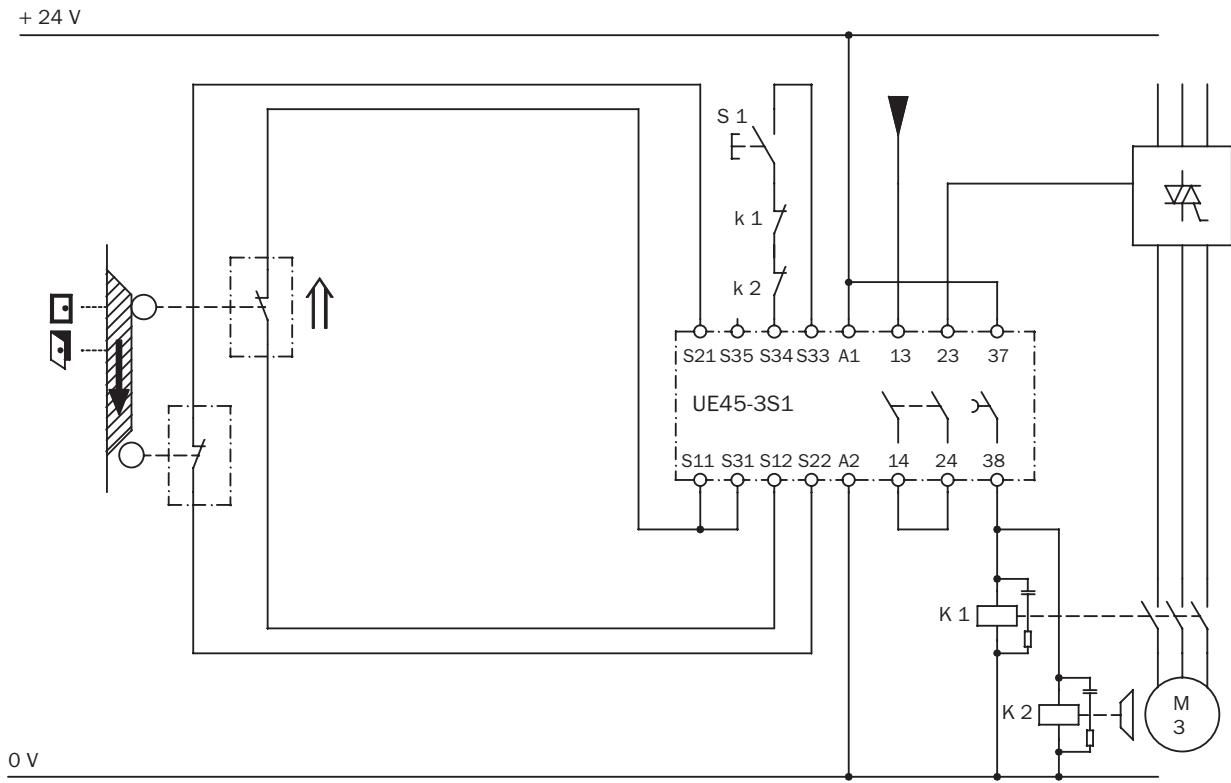 + 24 V
S 1
k 1
k 2
S21 S35 S34 S33 A1 13 23 37
UE45-3S1
S11 S31 S12 S22 A2 14 24 38
K 1
K 2
M
3
0 V